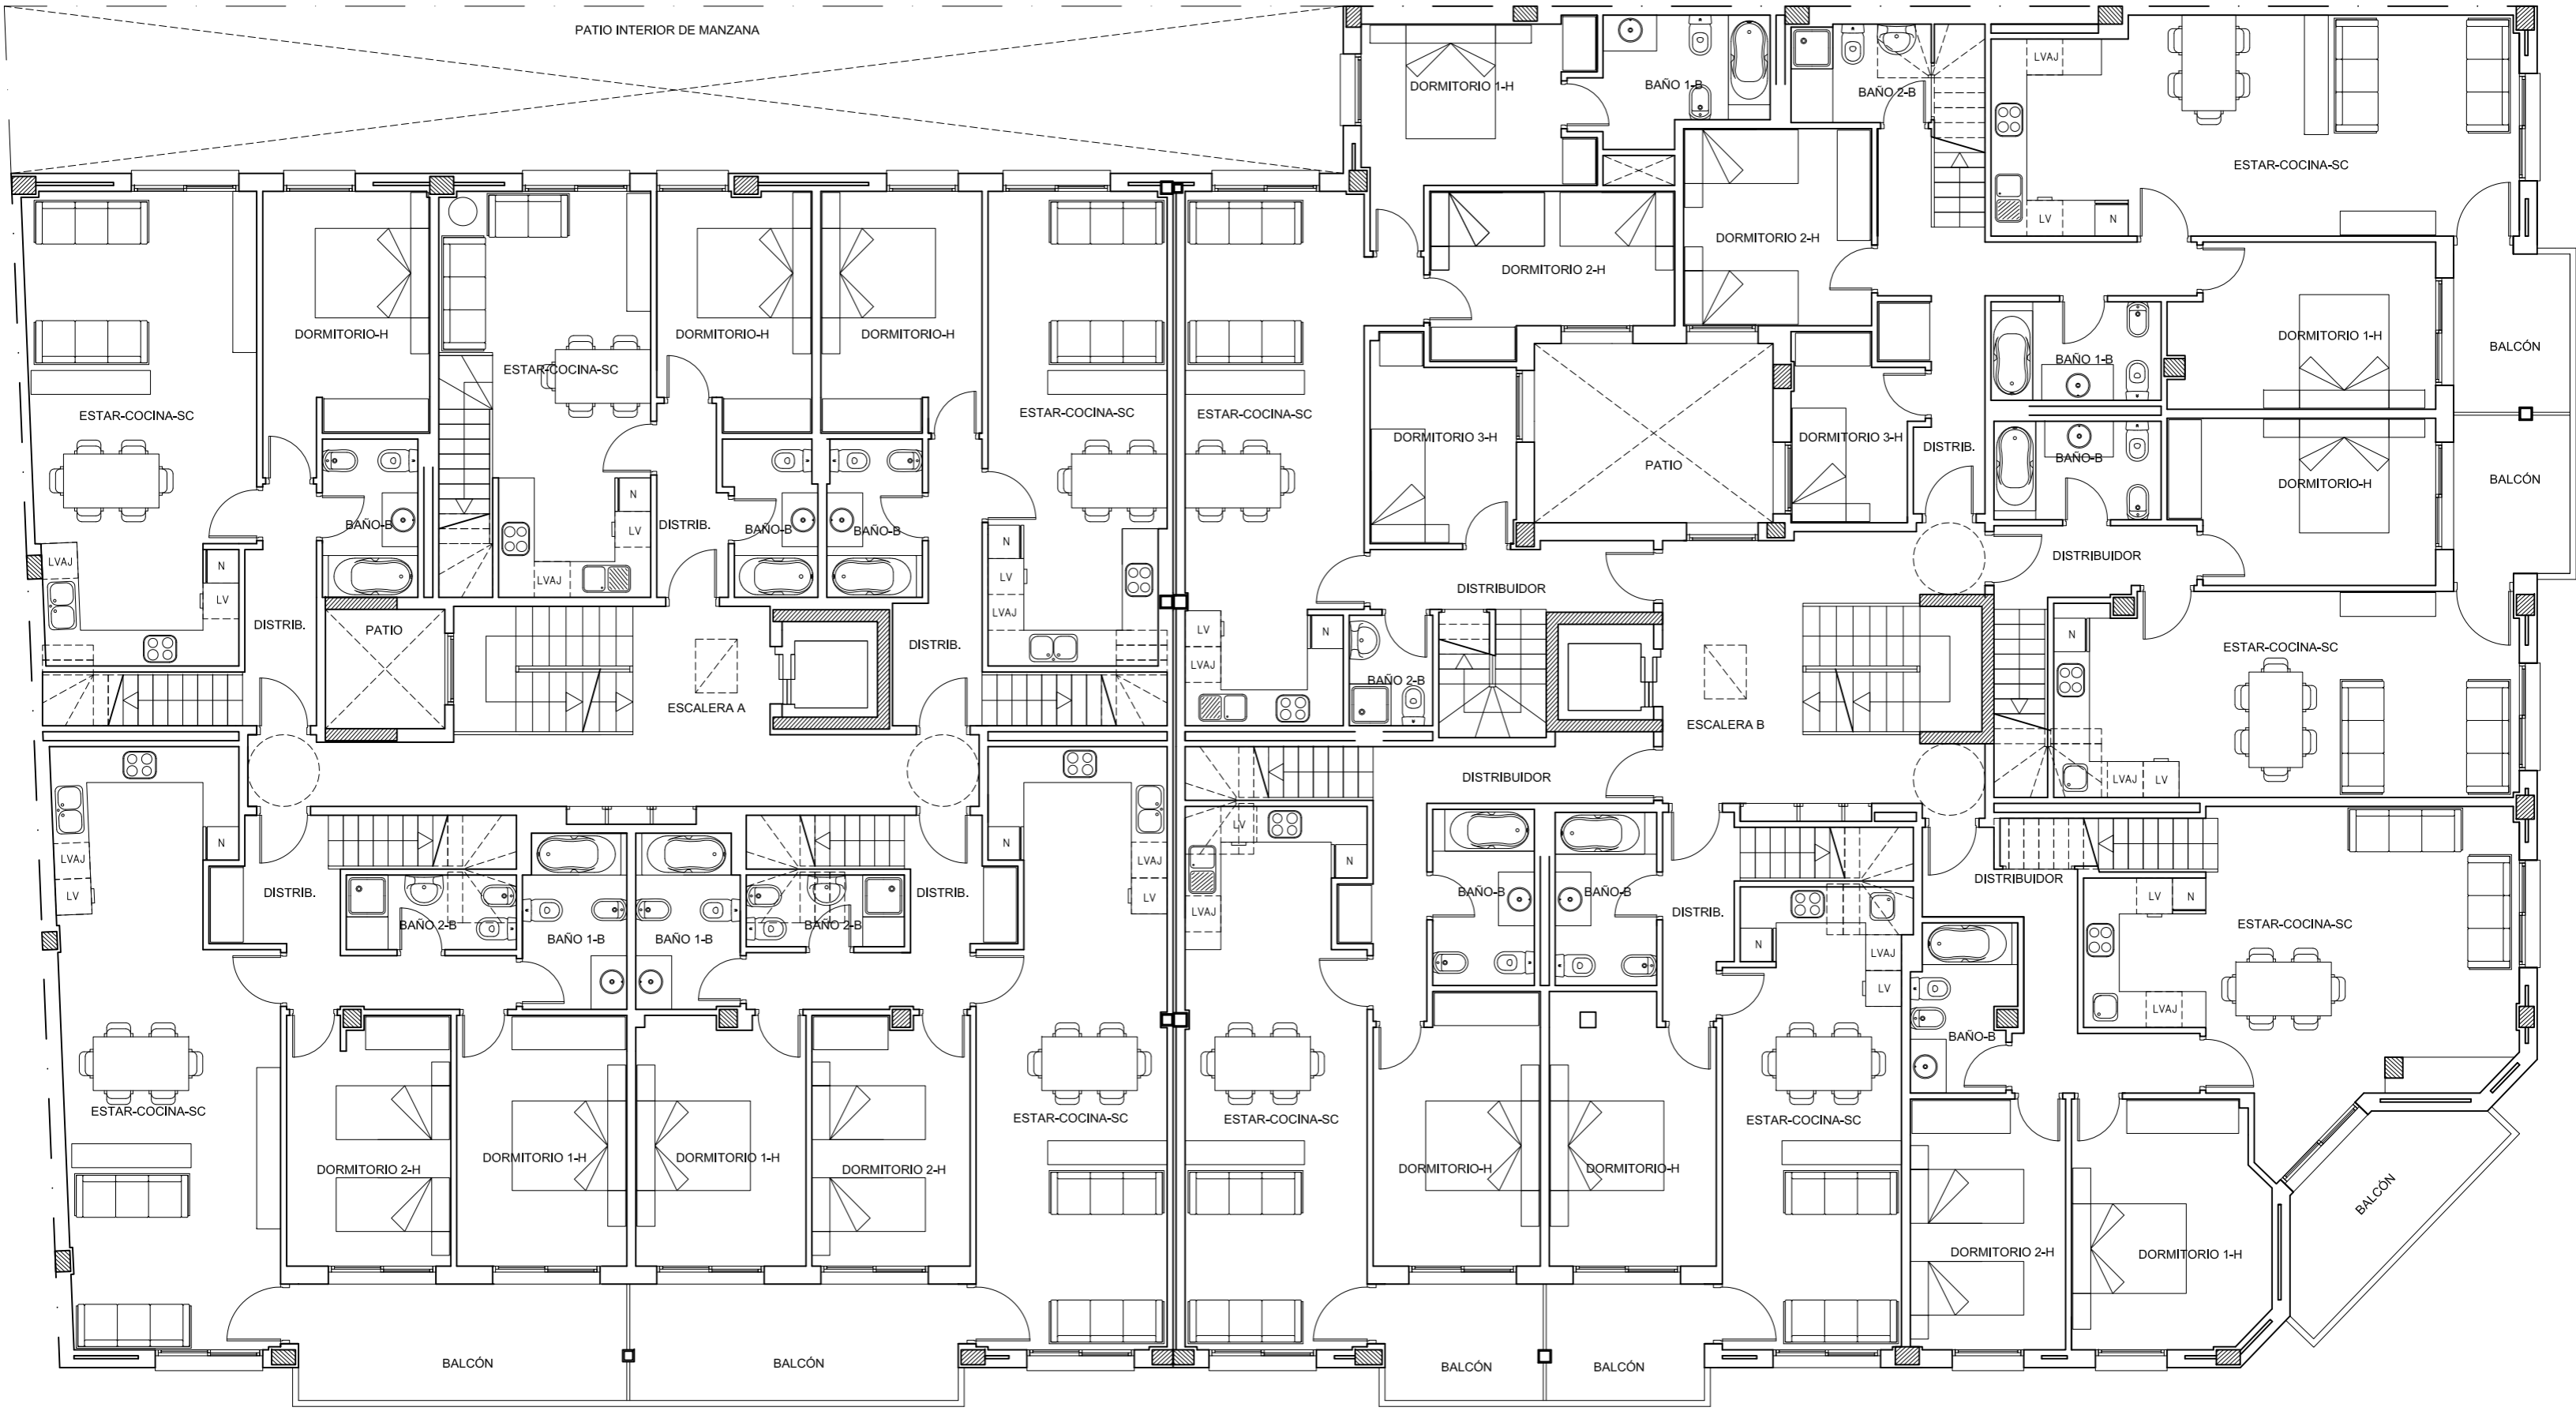 PATIO INTERIOR DE MANZANA
DORMITORIO 1-H
BAÑO 1-B
BAÑO 2-B
LVAJ
ESTAR-COCINA-SC
LV
N
DORMITORIO 2-H
DORMITORIO 2-H
DORMITORIO-H
ESTAR-COCINA-SC
DORMITORIO-H
DORMITORIO-H
DORMITORIO 1-H
BALCÓN
BAÑO 1-B
ESTAR-COCINA-SC
ESTAR-COCINA-SC
ESTAR-COCINA-SC
DORMITORIO 3-H
DORMITORIO 3-H
DISTRIB.
PATIO
BAÑO-B
DORMITORIO-H
BALCÓN
N
BAÑO-B
LV
DISTRIB.
BAÑO-B
BAÑO-B
N
LVAJ
N
LVAJ
LV
LV
LVAJ
DISTRIBUIDOR
DISTRIBUIDOR
DISTRIB.
PATIO
DISTRIB.
LV
N
LVAJ
BAÑO 2-B
N
ESTAR-COCINA-SC
ESCALERA A
ESCALERA B
DISTRIBUIDOR
LVAJ
LV
N
LVAJ
LV
DISTRIB.
DISTRIB.
N
LVAJ
LV
LV
N
LVAJ
BAÑO-B
BAÑO-B
DISTRIB.
DISTRIBUIDOR
LV
N
BAÑO 2-B
BAÑO 1-B
BAÑO 1-B
BAÑO 2-B
N
LVAJ
LV
ESTAR-COCINA-SC
LVAJ
BAÑO-B
ESTAR-COCINA-SC
ESTAR-COCINA-SC
ESTAR-COCINA-SC
ESTAR-COCINA-SC
DORMITORIO 2-H
DORMITORIO 1-H
DORMITORIO 1-H
DORMITORIO 2-H
DORMITORIO-H
DORMITORIO-H
BALCÓN
DORMITORIO 2-H
DORMITORIO 1-H
BALCÓN
BALCÓN
BALCÓN
BALCÓN